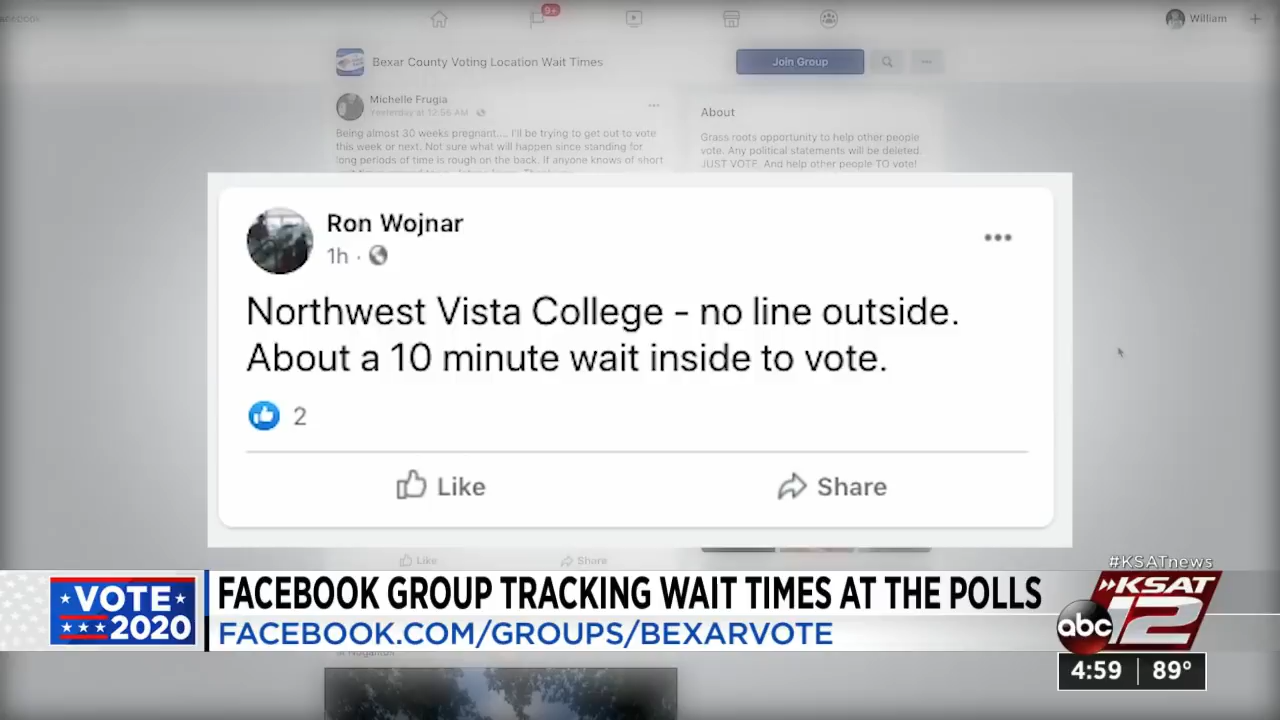 9+
William
Bexar County Voting Location Wait Times
Join Group
Michelle Frugia
Yesterday at 12:56 AM
About
Being almost 30 weeks pregnant.... I'll be trying to get out to vote
this week or next. Not sure what will happen since standing for
long periods of time is rough on the back. If anyone knows of short
Grass roots opportunity to help other people
vote. Any political statements will be deleted.
JUST VOTE. And help other people TO vote!
Ron Wojnar
1h ·
Northwest Vista College - no line outside.
About a 10 minute wait inside to vote.
2
Like
Share
Like
Share
#KSATnews
VOTE
2020
FACEBOOK GROUP TRACKING WAIT TIMES AT THE POLLS
FACEBOOK.COM/GROUPS/BEXARVOTE
KSAT
abc 12
4:59 89°